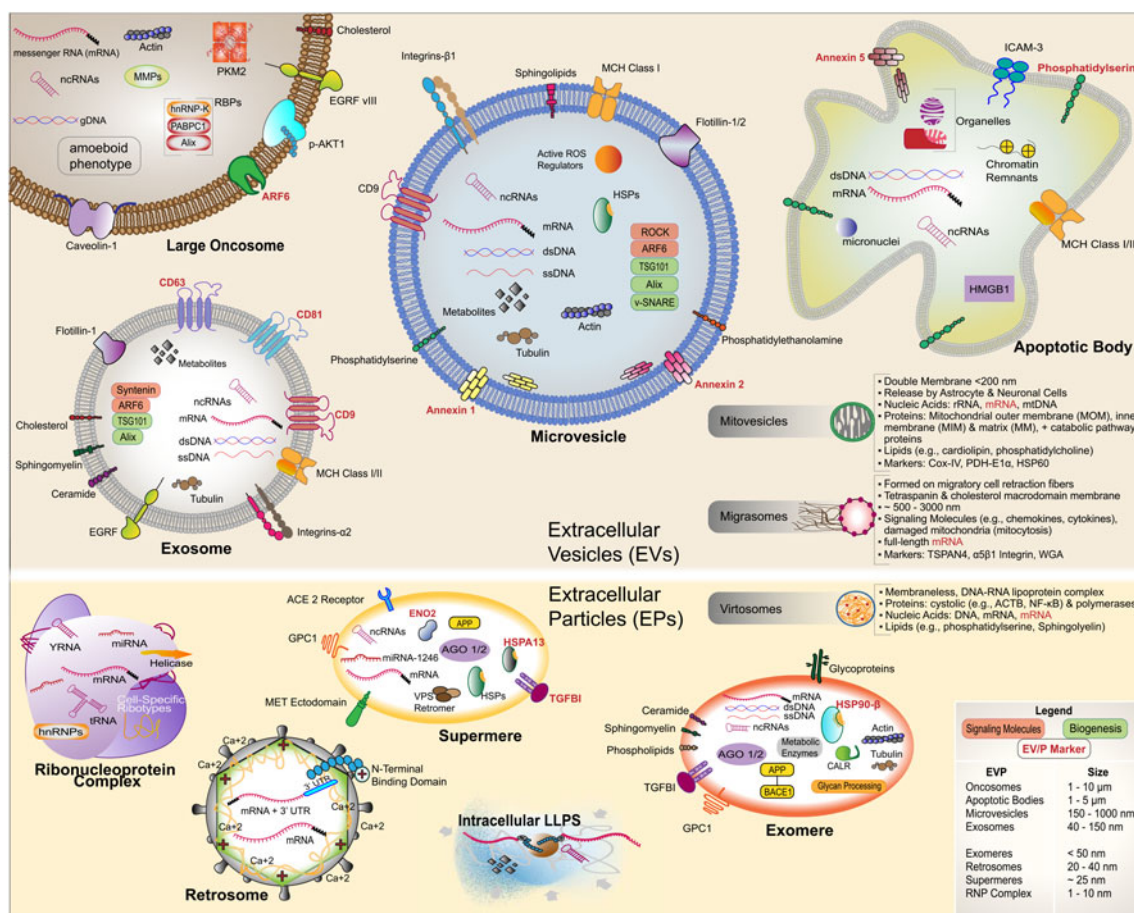 messenger RNA (mRNA)
Actin
PKM2
Cholesterol
ncRNAs
MMPs
EGRF vIII
gDNA
hnRNP-K
PABPC1
Alix
RBPs
p-AKT1
amoeboid
phenotype
ARF6
Caveolin-1
Large Oncosome
Integrins-β1
Sphingolipids
MCH Class I
Flotillin-1/2
CD9
Active ROS
Regulators
ncRNAs
HSPs
mRNA
dsDNA
ssDNA
ROCK
ARF6
TSG101
Alix
v-SNARE
Metabolites
Actin
Tubulin
Phosphatidylserine
Phosphatidylethanolamine
Annexin 1
Annexin 2
Microvesicle
Annexin 5
ICAM-3
Phosphatidylserin
Organelles
Chromatin
Remnants
dsDNA
mRNA
ncRNAs
micronuclei
MCH Class I/II
HMGB1
Apoptotic Body
CD63
CD81
Flotillin-1
Metabolites
Syntenin
ARF6
TSG101
Alix
ncRNAs
mRNA
CD9
dsDNA
ssDNA
Cholesterol
Sphingomyelin
Ceramide
Tubulin
MCH Class I/II
EGRF
Integrins-α2
Exosome
Mitovesicles
▪ Double Membrane <200 nm
▪ Release by Astrocyte & Neuronal Cells
▪ Nucleic Acids: rRNA, mRNA, mtDNA
▪ Proteins: Mitochondrial outer membrane (MOM), inne
membrane (MIM) & matrix (MM), + catabolic pathway
proteins
▪ Lipids (e.g., cardiolipin, phosphatidylcholine)
▪ Markers: Cox-IV, PDH-E1α, HSP60
Migrasomes
▪ Formed on migratory cell retraction fibers
▪ Tetraspanin & cholesterol macrodomain membrane
▪ ~ 500 - 3000 nm
▪ Signaling Molecules (e.g., chemokines, cytokines),
damaged mitochondria (mitocytosis)
▪ full-length mRNA
▪ Markers: TSPAN4, α5β1 Integrin, WGA
Extracellular
Vesicles (EVs)
Extracellular
Particles (EPs)
Virtosomes
▪ Membraneless, DNA-RNA lipoprotein complex
▪ Proteins: cystolic (e.g., ACTB, NF-κB) & polymerases
▪ Nucleic Acids: DNA, mRNA, mRNA
▪ Lipids (e.g., phosphatidylserine, Sphingolyelin)
YRNA
miRNA
Helicase
mRNA
tRNA
Cell-Specific
Ribotypes
hnRNPs
Ribonucleoprotein
Complex
ACE 2 Receptor
GPC1
ncRNAs
ENO2
APP
AGO 1/2
HSPA13
miRNA-1246
mRNA
VPS
Retromer
HSPs
TGFBI
MET Ectodomain
Supermere
Ca+2
Ca+2
Ca+2
Ca+2
Ca+2
Ca+2
Ca+2
3' UTR
N-Terminal
Binding Domain
mRNA + 3' UTR
mRNA
Retrosome
Intracellular LLPS
Glycoproteins
Ceramide
Sphingomyelin
Phospholipids
mRNA
dsDNA
ssDNA
ncRNAs
HSP90-β
Actin
Tubulin
AGO 1/2
Metabolic
Enzymes
CALR
APP
BACE1
Glycan Processing
TGFBI
GPC1
Exomere
Legend
Signaling Molecules
Biogenesis
EV/P Marker
EVP Size
Oncosomes 1 - 10 µm
Apoptotic Bodies 1 - 5 µm
Microvesicles 150 - 1000 nm
Exosomes 40 - 150 nm
Exomeres < 50 nm
Retrosomes 20 - 40 nm
Supermeres ~ 25 nm
RNP Complex 1 - 10 nm